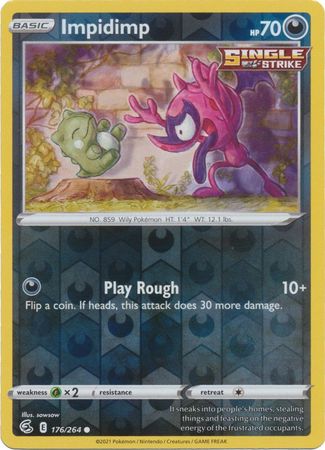 BASIC Impidimp HP 70
SINGLE
STRIKE
NO. 859 Wily Pokémon HT: 1'4" WT: 12.1 lbs.
Play Rough 10+
Flip a coin. If heads, this attack does 30 more damage.
weakness ×2 resistance retreat
Illus. sowsow
It sneaks into people's homes, stealing
things and feasting on the negative
energy of the frustrated occupants.
E 176/264
©2021 Pokémon / Nintendo / Creatures / GAME FREAK